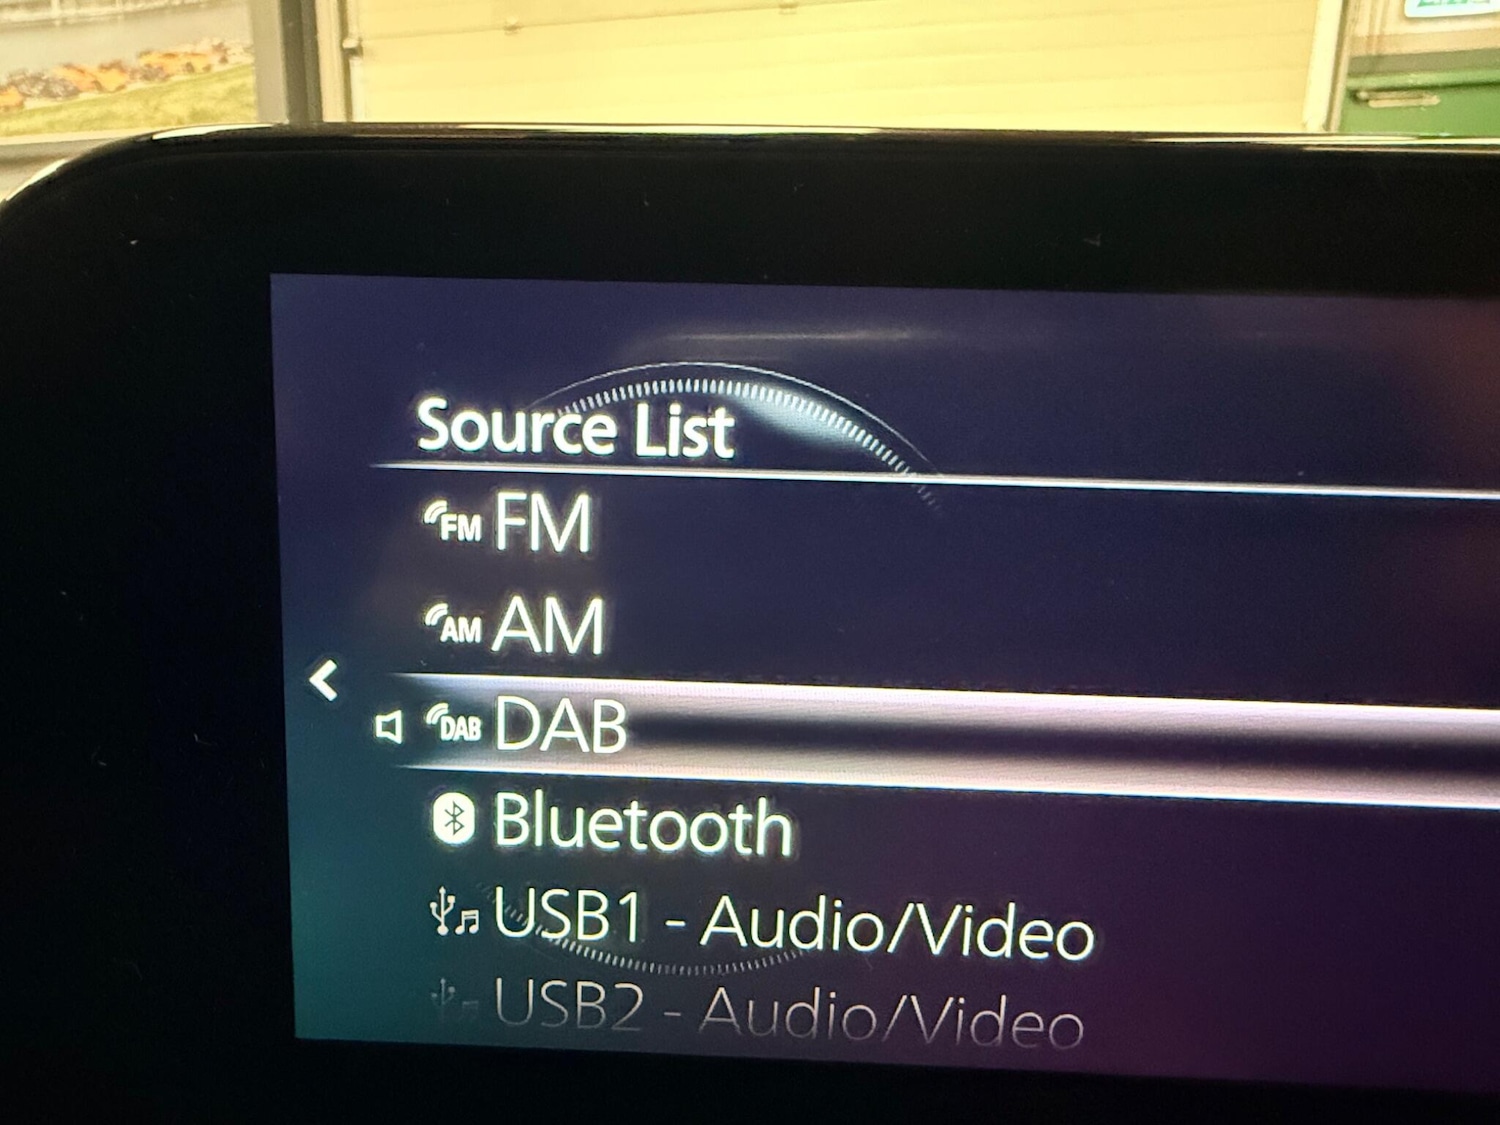 Source List
FM FM
AM AM
DAB DAB
Bluetooth
USB1 - Audio/Video
USB2 - Audio/Video